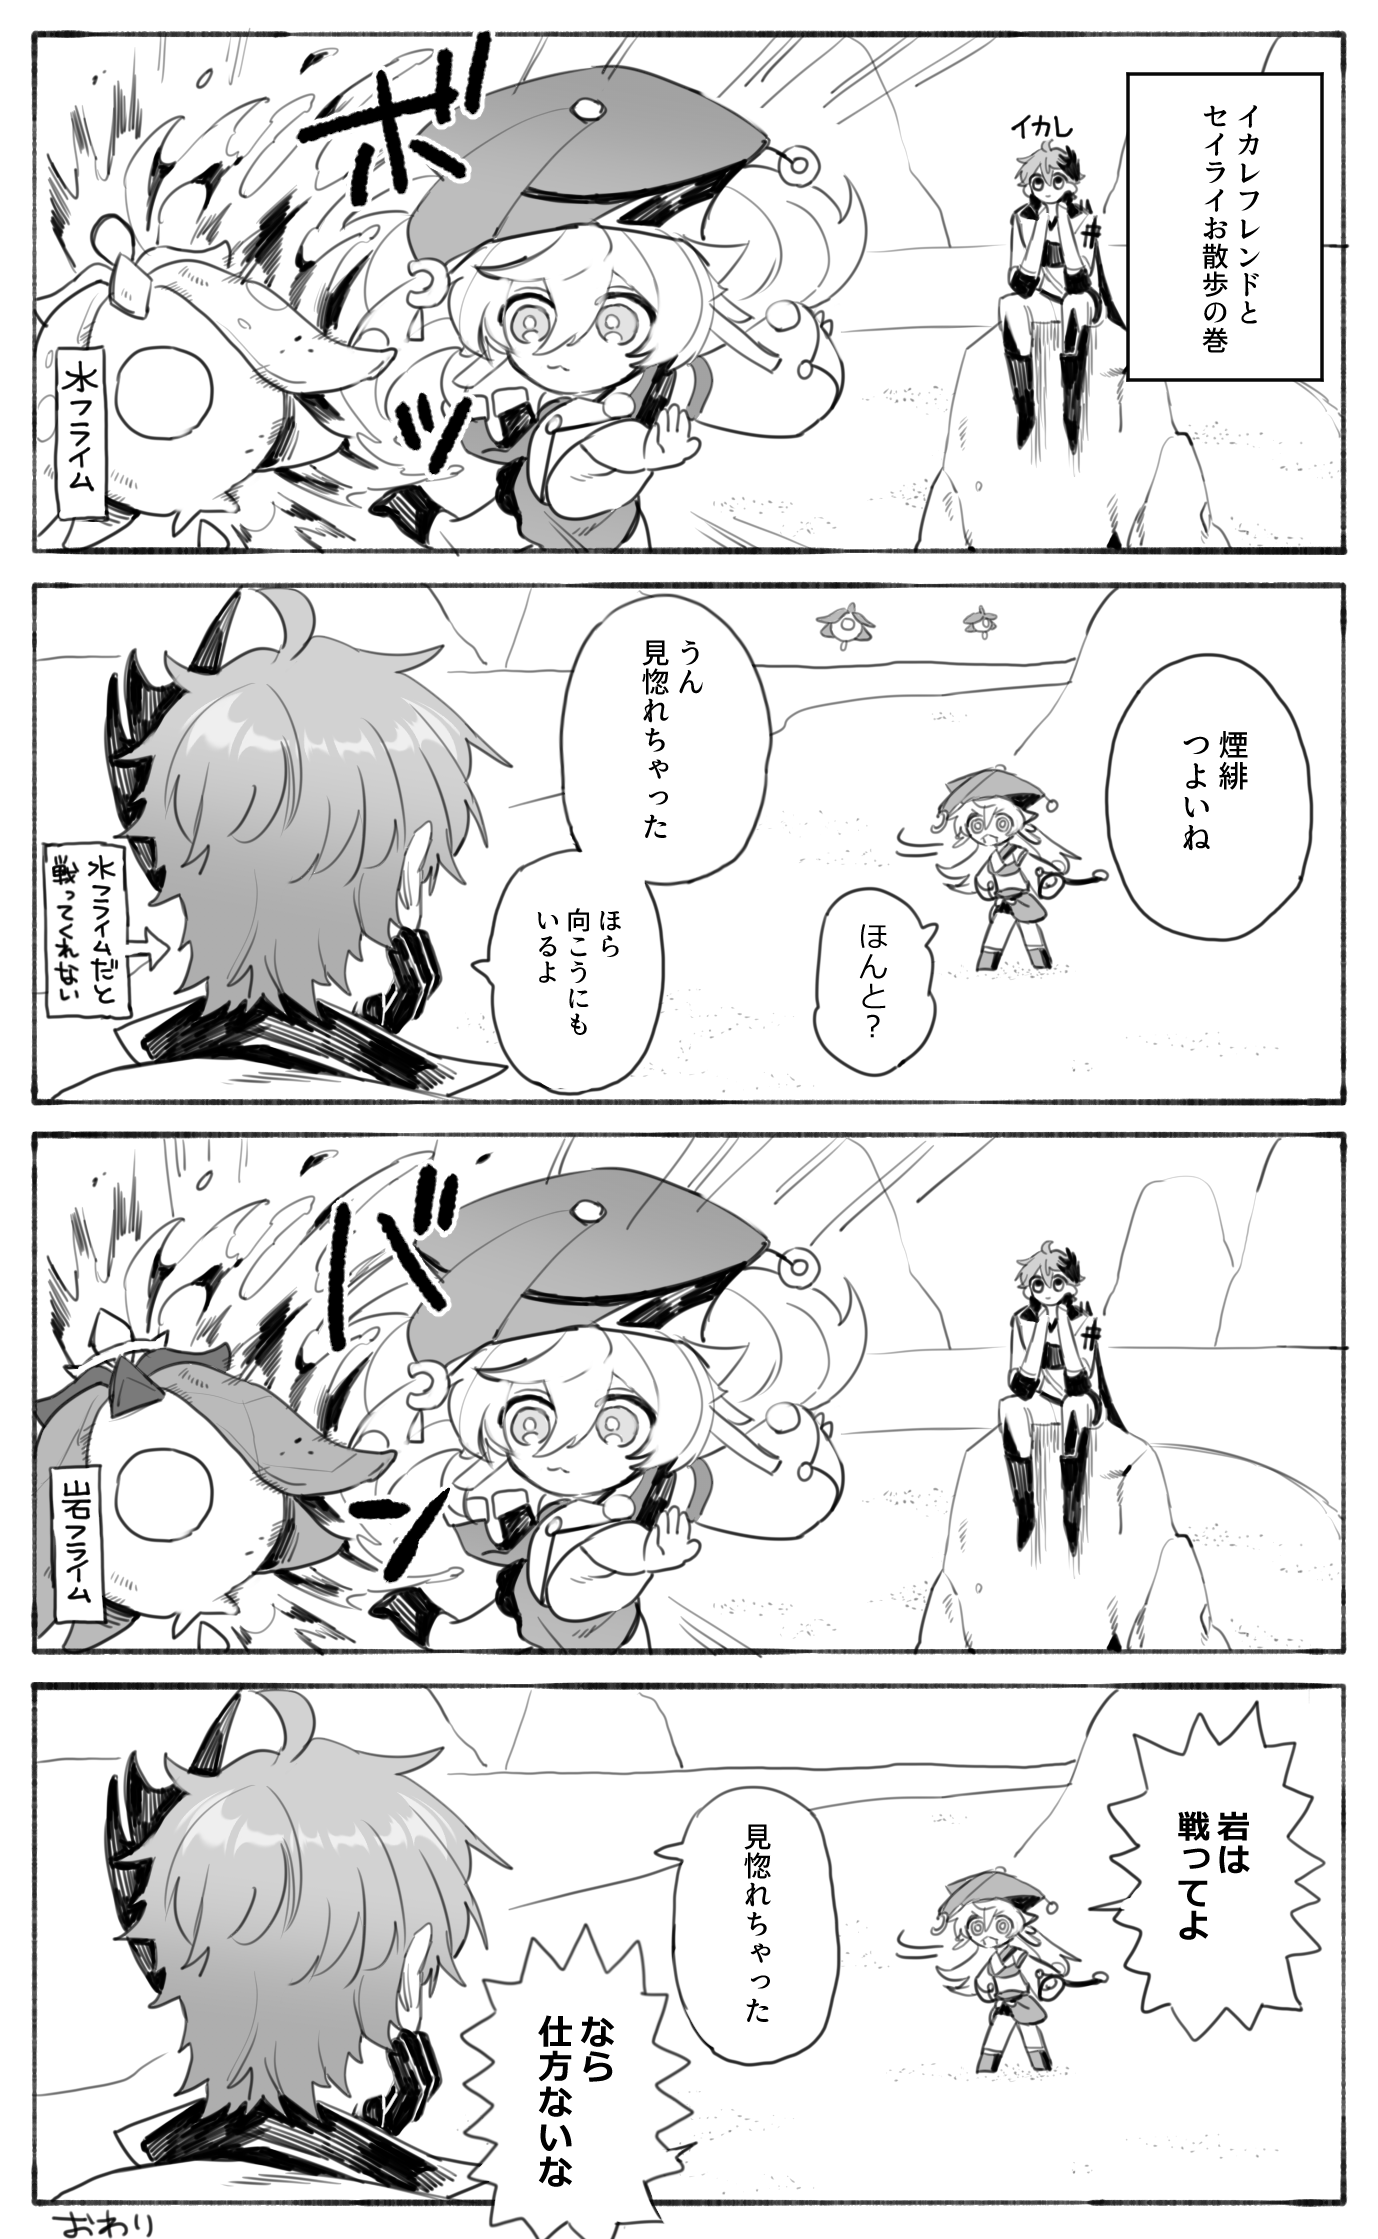 イカレフレンドと
セイライお散歩の巻
イカレ
ボッ
水フライム
煙緋
つよいね
うん
見惚れちゃった
ほんと？
ほら
向こうにも
いるよ
水フライムだと
戦ってくれない
バーン
岩フライム
岩は
戦ってよ
見惚れちゃった
なら
仕方ないな
おわり